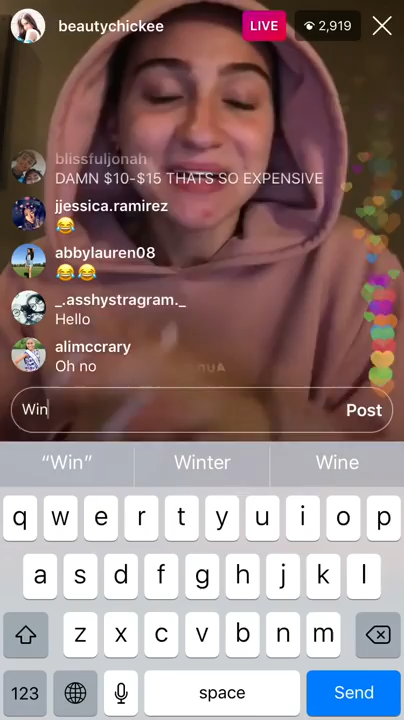 beautychickee
LIVE
2,919
blissfuljonah
DAMN $10-$15 THATS SO EXPENSIVE
jjessica.ramirez
😂
abbylauren08
😂😂
_.asshystragram._
Hello
alimccrary
Oh no
Win
Post
“Win” Winter Wine
q w e r t y u i o p
a s d f g h j k l
z x c v b n m
123 space Send